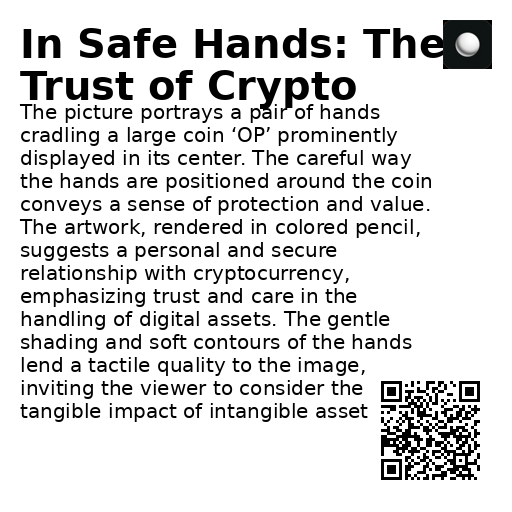 In Safe Hands: The
Trust of Crypto
The picture portrays a pair of hands
cradling a large coin ‘OP’ prominently
displayed in its center. The careful way
the hands are positioned around the coin
conveys a sense of protection and value.
The artwork, rendered in colored pencil,
suggests a personal and secure
relationship with cryptocurrency,
emphasizing trust and care in the
handling of digital assets. The gentle
shading and soft contours of the hands
lend a tactile quality to the image,
inviting the viewer to consider the
tangible impact of intangible asset